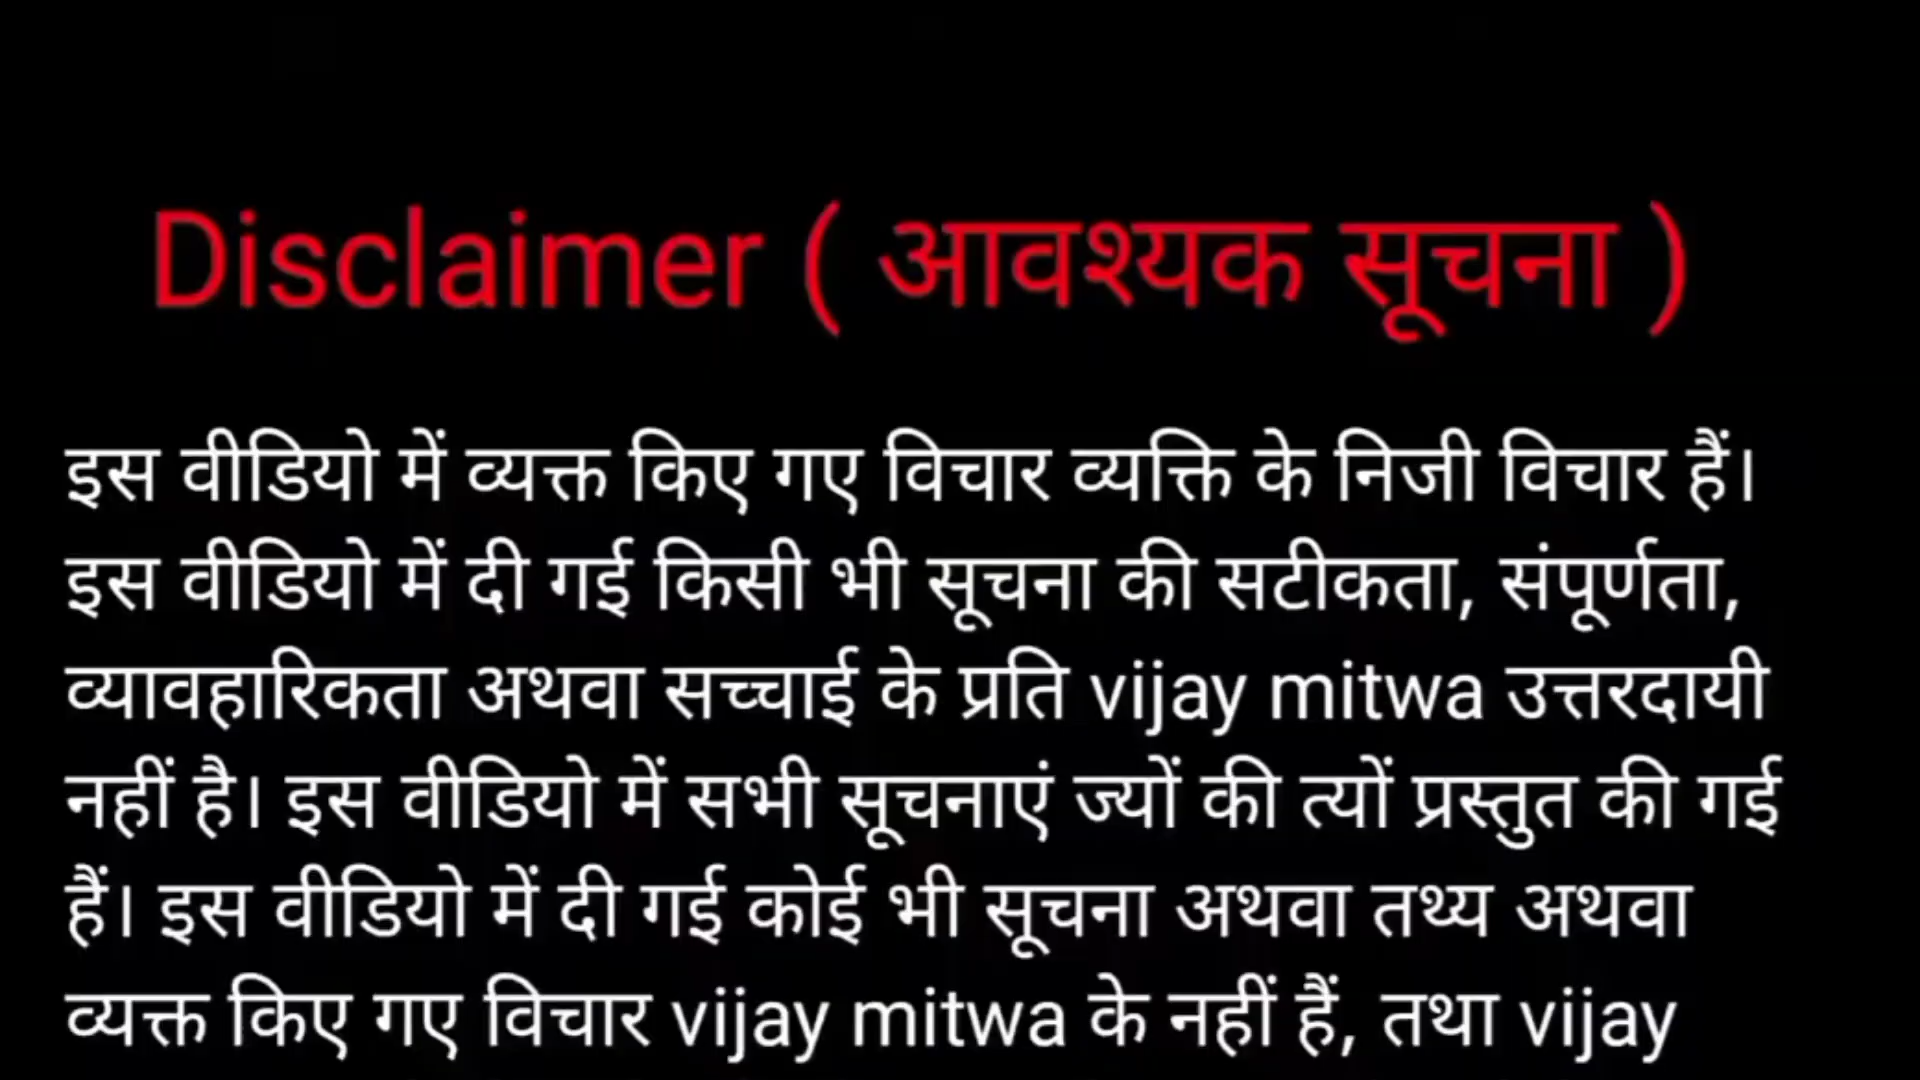 Disclaimer ( आवश्यक सूचना )
इस वीडियो में व्यक्त किए गए विचार व्यक्ति के निजी विचार हैं।
इस वीडियो में दी गई किसी भी सूचना की सटीकता, संपूर्णता,
व्यावहारिकता अथवा सच्चाई के प्रति vijay mitwa उत्तरदायी
नहीं है। इस वीडियो में सभी सूचनाएं ज्यों की त्यों प्रस्तुत की गई
हैं। इस वीडियो में दी गई कोई भी सूचना अथवा तथ्य अथवा
व्यक्त किए गए विचार vijay mitwa के नहीं हैं, तथा vijay